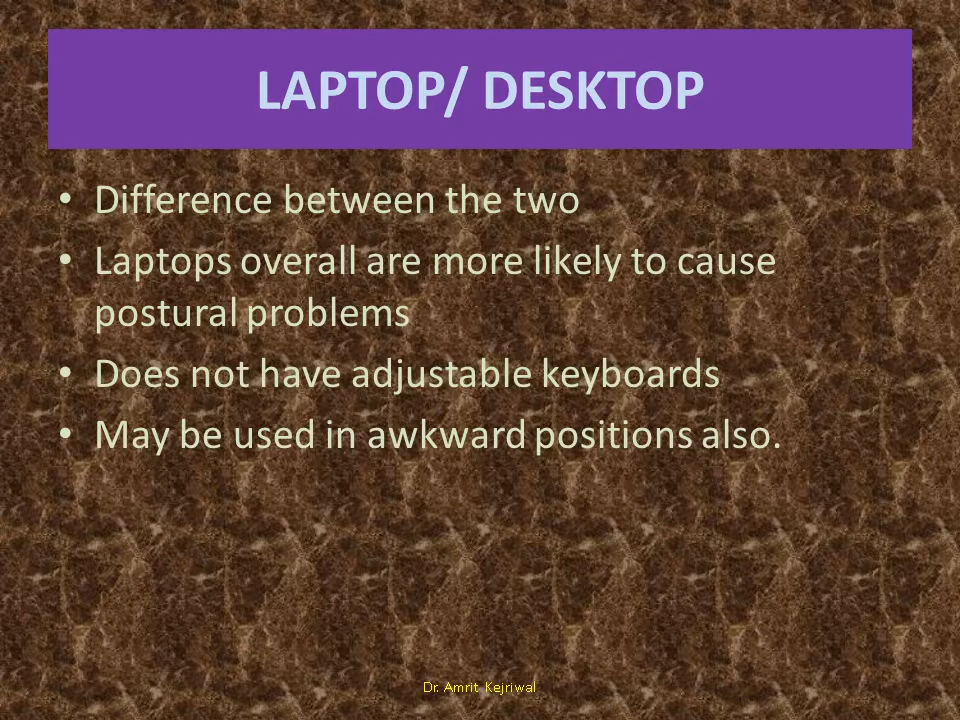 LAPTOP/ DESKTOP
• Difference between the two
• Laptops overall are more likely to cause
postural problems
• Does not have adjustable keyboards
• May be used in awkward positions also.
Dr. Amrit Kejriwal